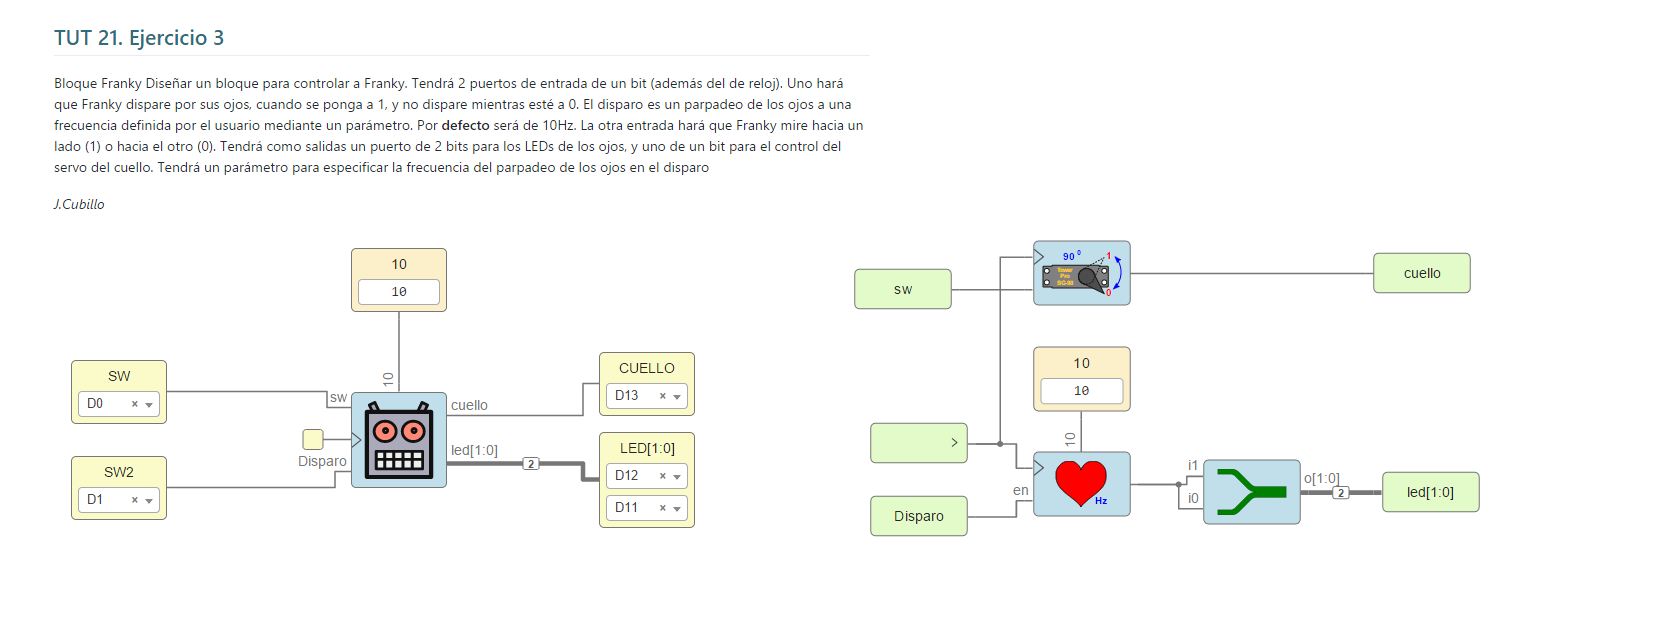 TUT 21. Ejercicio 3
Bloque Franky Diseñar un bloque para controlar a Franky. Tendrá 2 puertos de entrada de un bit (además del de reloj). Uno hará
que Franky dispare por sus ojos, cuando se ponga a 1, y no dispare mientras esté a 0. El disparo es un parpadeo de los ojos a una
frecuencia definida por el usuario mediante un parámetro. Por defecto será de 10Hz. La otra entrada hará que Franky mire hacia un
lado (1) o hacia el otro (0). Tendrá como salidas un puerto de 2 bits para los LEDs de los ojos, y uno de un bit para el control del
servo del cuello. Tendrá un parámetro para especificar la frecuencia del parpadeo de los ojos en el disparo
J.Cubillo
10
10
10
SW
D0
sw
Disparo
SW2
D1
cuello
led[1:0]
2
CUELLO
D13
LED[1:0]
D12
D11
sw
90º
1
Tower
Pro
SG-90
0
cuello
10
10
10
en
Disparo
Hz
i1
i0
o[1:0]
2
led[1:0]